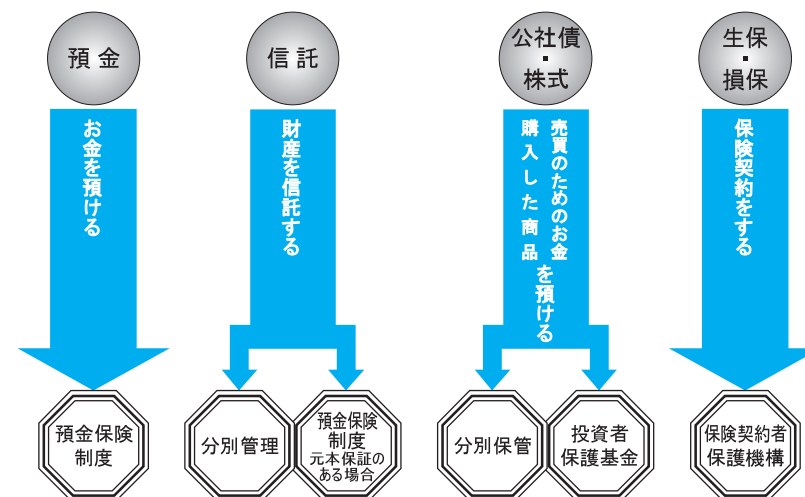 預金
お金を預ける
預金保険
制度
信託
財産を信託する
分別管理
預金保険
制度
元本保証の
ある場合
公社債
・
株式
売買のためのお金
購入した商品
を預ける
分別保管
投資者
保護基金
生保
・
損保
保険契約をする
保険契約者
保護機構